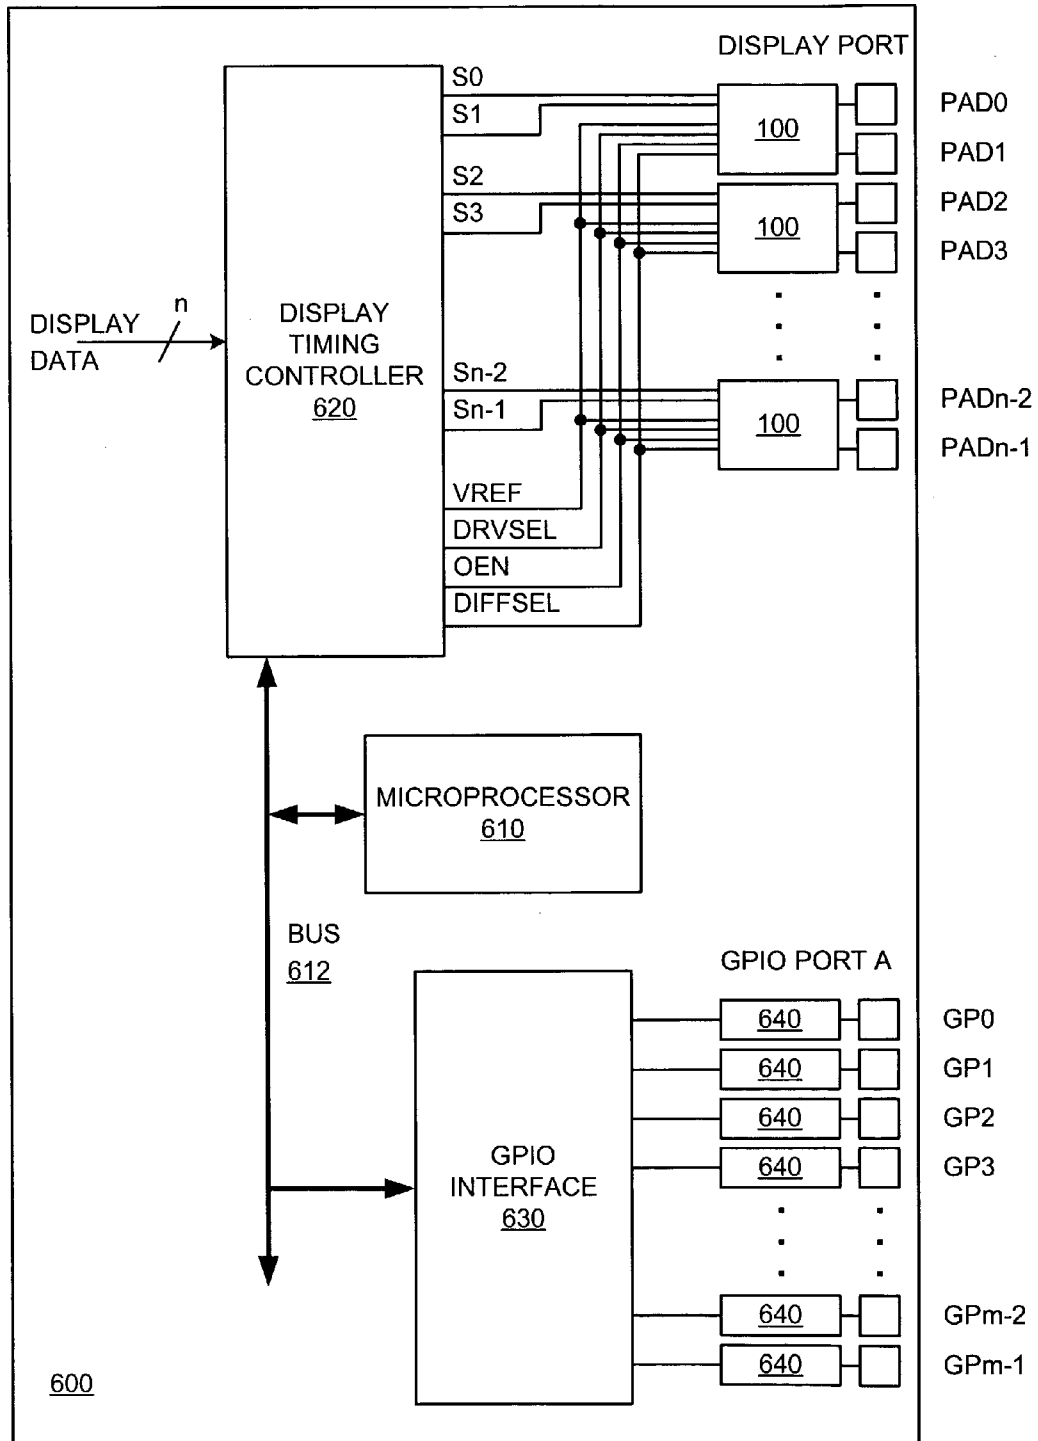 DISPLAY PORT
S0
S1
100
PAD0
PAD1
S2
S3
100
PAD2
PAD3
n
DISPLAY
DATA
DISPLAY
TIMING
CONTROLLER
620
Sn-2
Sn-1
100
PADn-2
PADn-1
VREF
DRVSEL
OEN
DIFFSEL
MICROPROCESSOR
610
BUS
612
GPIO PORT A
GPIO
INTERFACE
630
640
GP0
640
GP1
640
GP2
640
GP3
640
GPm-2
640
GPm-1
600